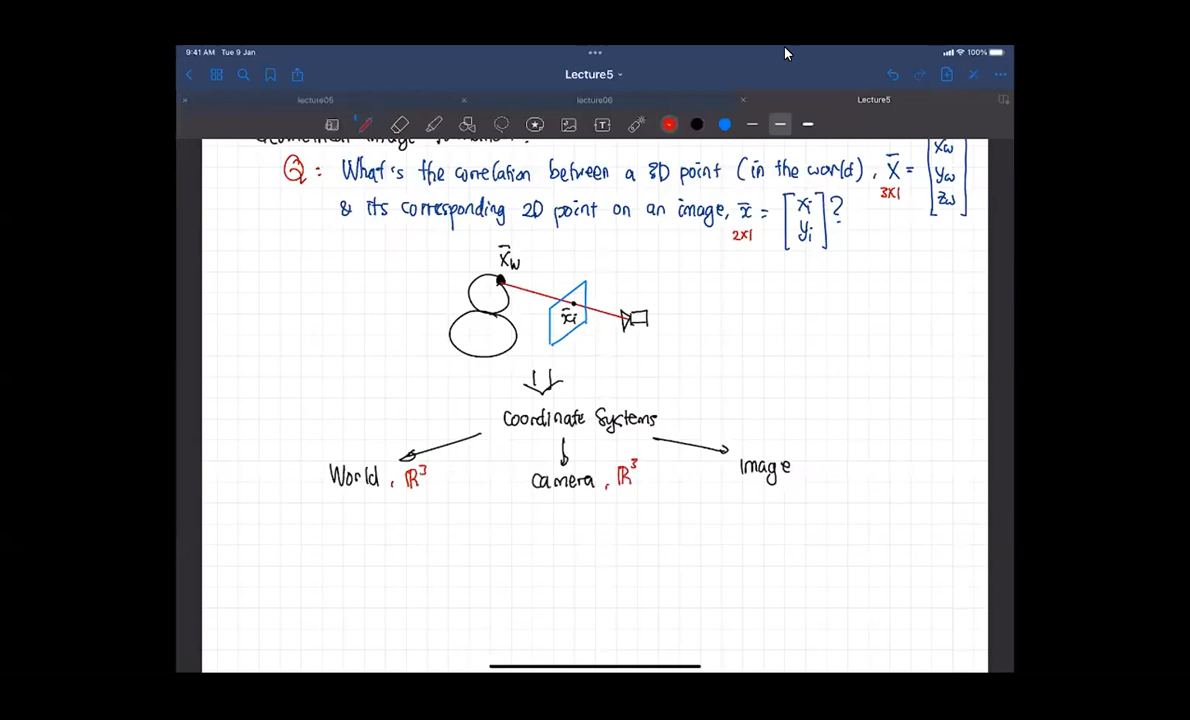 9:41 AM Tue 9 Jan
100%
Lecture5
lecture05
lecture06
Lecture5
Q: What's the correlation between a 3D point (in the world), X̄ = [xw yw zw]
3x1
& its corresponding 2D point on an image, x̄ = [xi yi]?
2x1
X̄w
x̄i
Coordinate Systems
World, ℝ³
Camera, ℝ³
Image